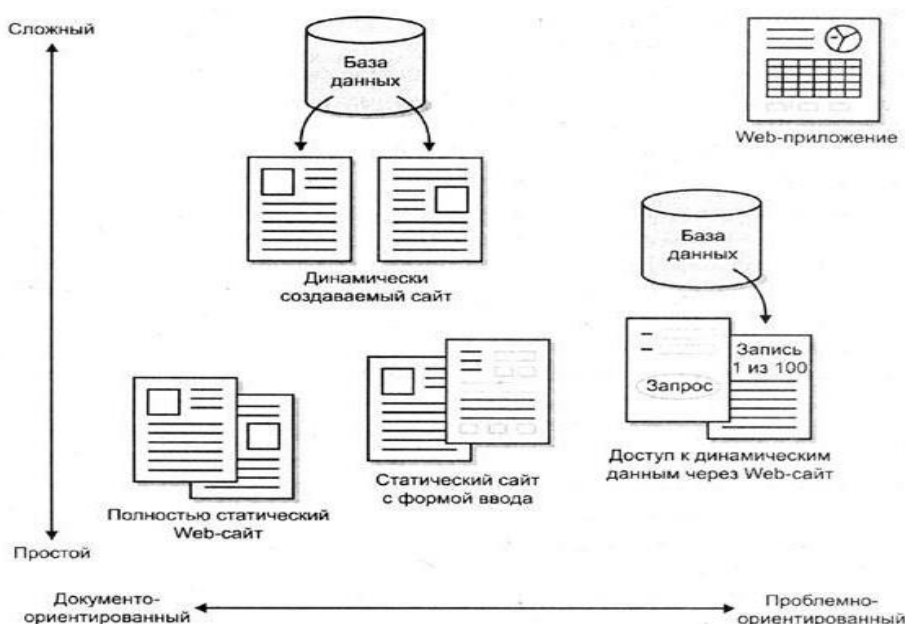 Сложный
База
данных
Web-приложение
База
данных
Динамически
создаваемый сайт
Запись
1 из 100
Запрос
Доступ к динамическим
данным через Web-сайт
Статический сайт
с формой ввода
Полностью статический
Web-сайт
Простой
Документо-
ориентированный
Проблемно-
ориентированный